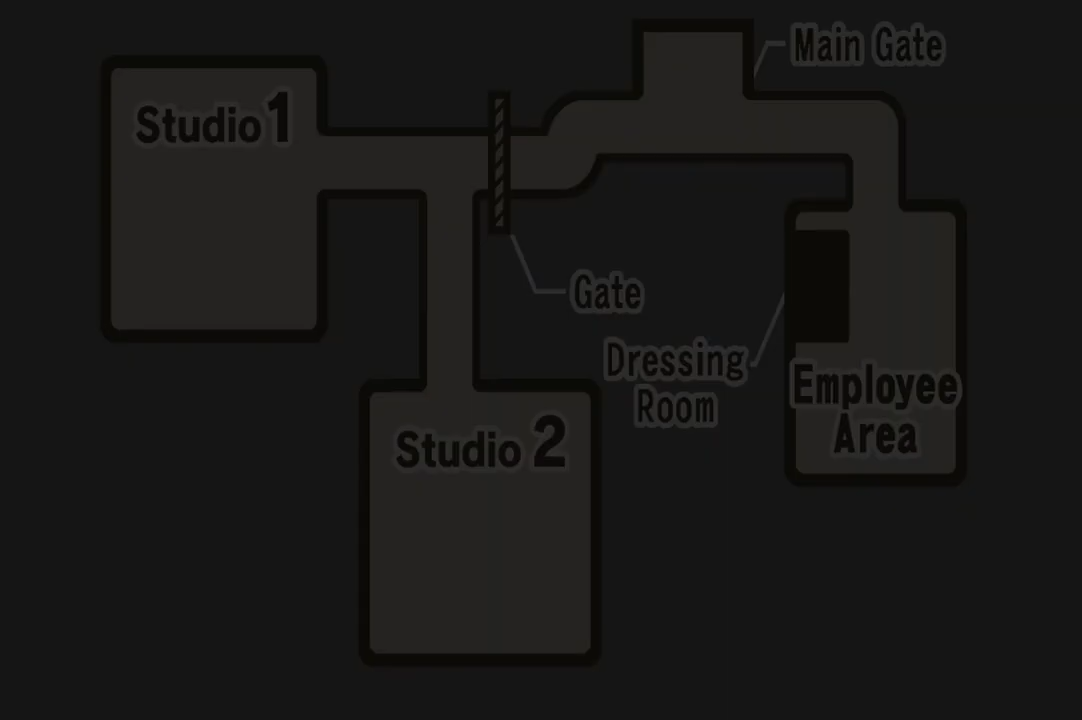 Main Gate
Studio 1
Gate
Dressing
Room
Employee
Area
Studio 2